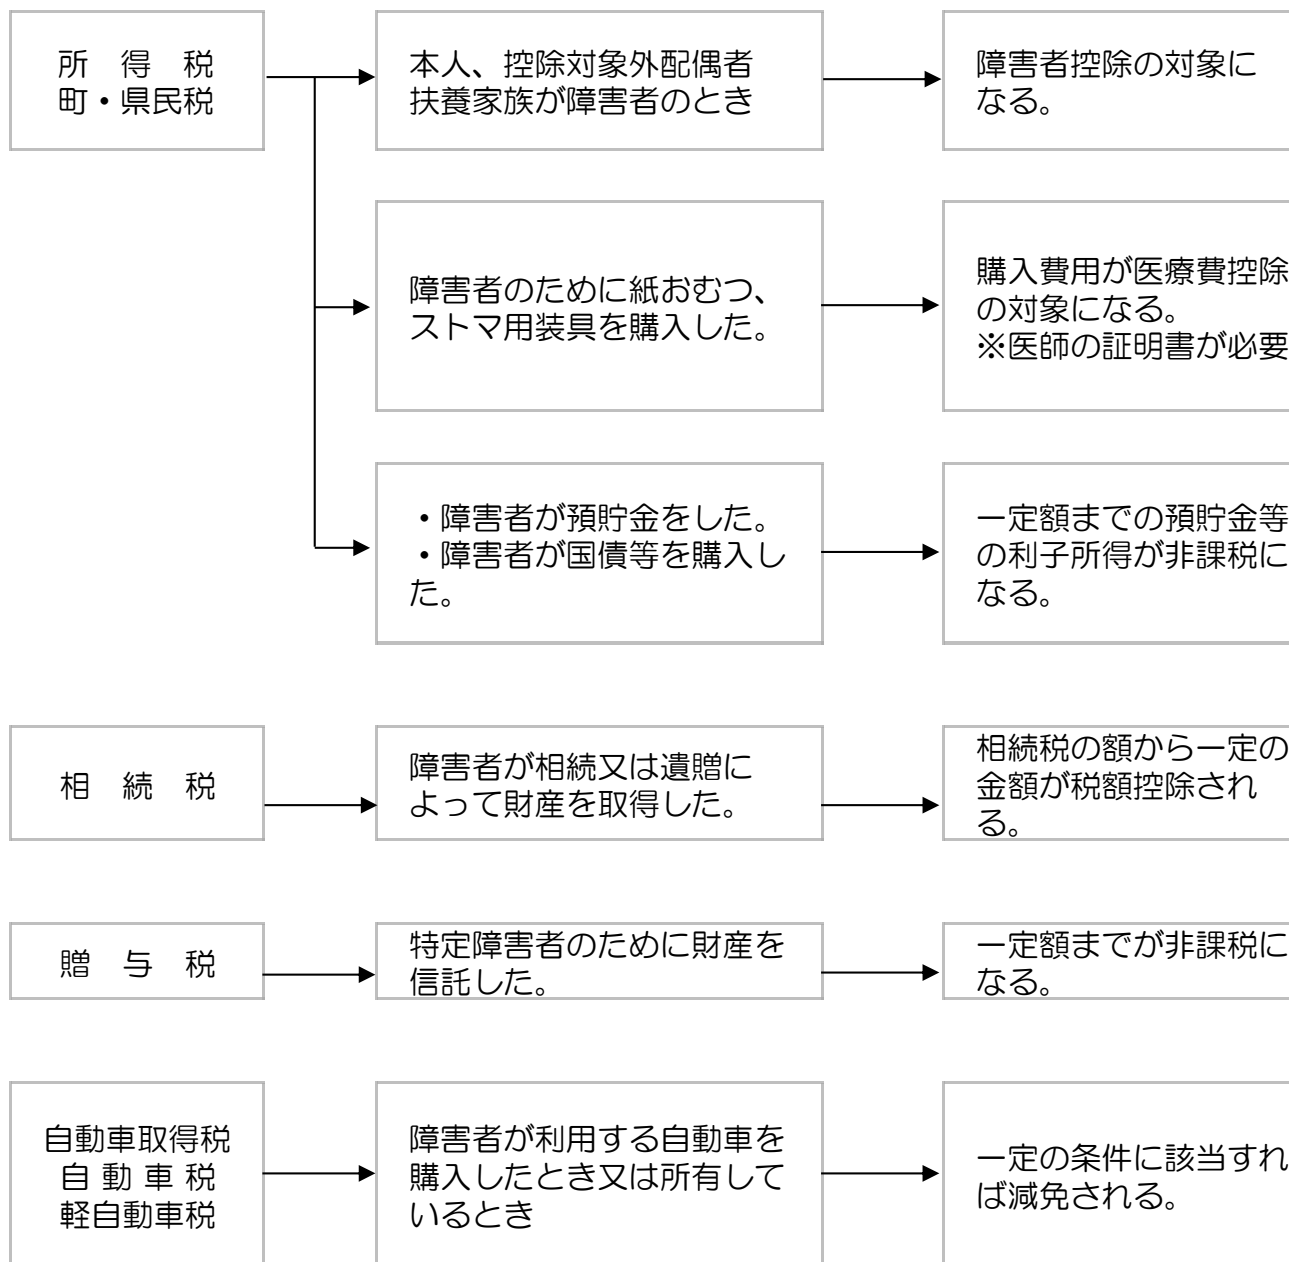 所　得　税
町・県民税
本人、控除対象外配偶者
扶養家族が障害者のとき
障害者控除の対象に
なる。
障害者のために紙おむつ、
ストマ用装具を購入した。
購入費用が医療費控除
の対象になる。
※医師の証明書が必要
・障害者が預貯金をした。
・障害者が国債等を購入し
た。
一定額までの預貯金等
の利子所得が非課税に
なる。
相　続　税
障害者が相続又は遺贈に
よって財産を取得した。
相続税の額から一定の
金額が税額控除され
る。
贈　与　税
特定障害者のために財産を
信託した。
一定額までが非課税に
なる。
自動車取得税
自 動 車 税
軽自動車税
障害者が利用する自動車を
購入したとき又は所有して
いるとき
一定の条件に該当すれ
ば減免される。